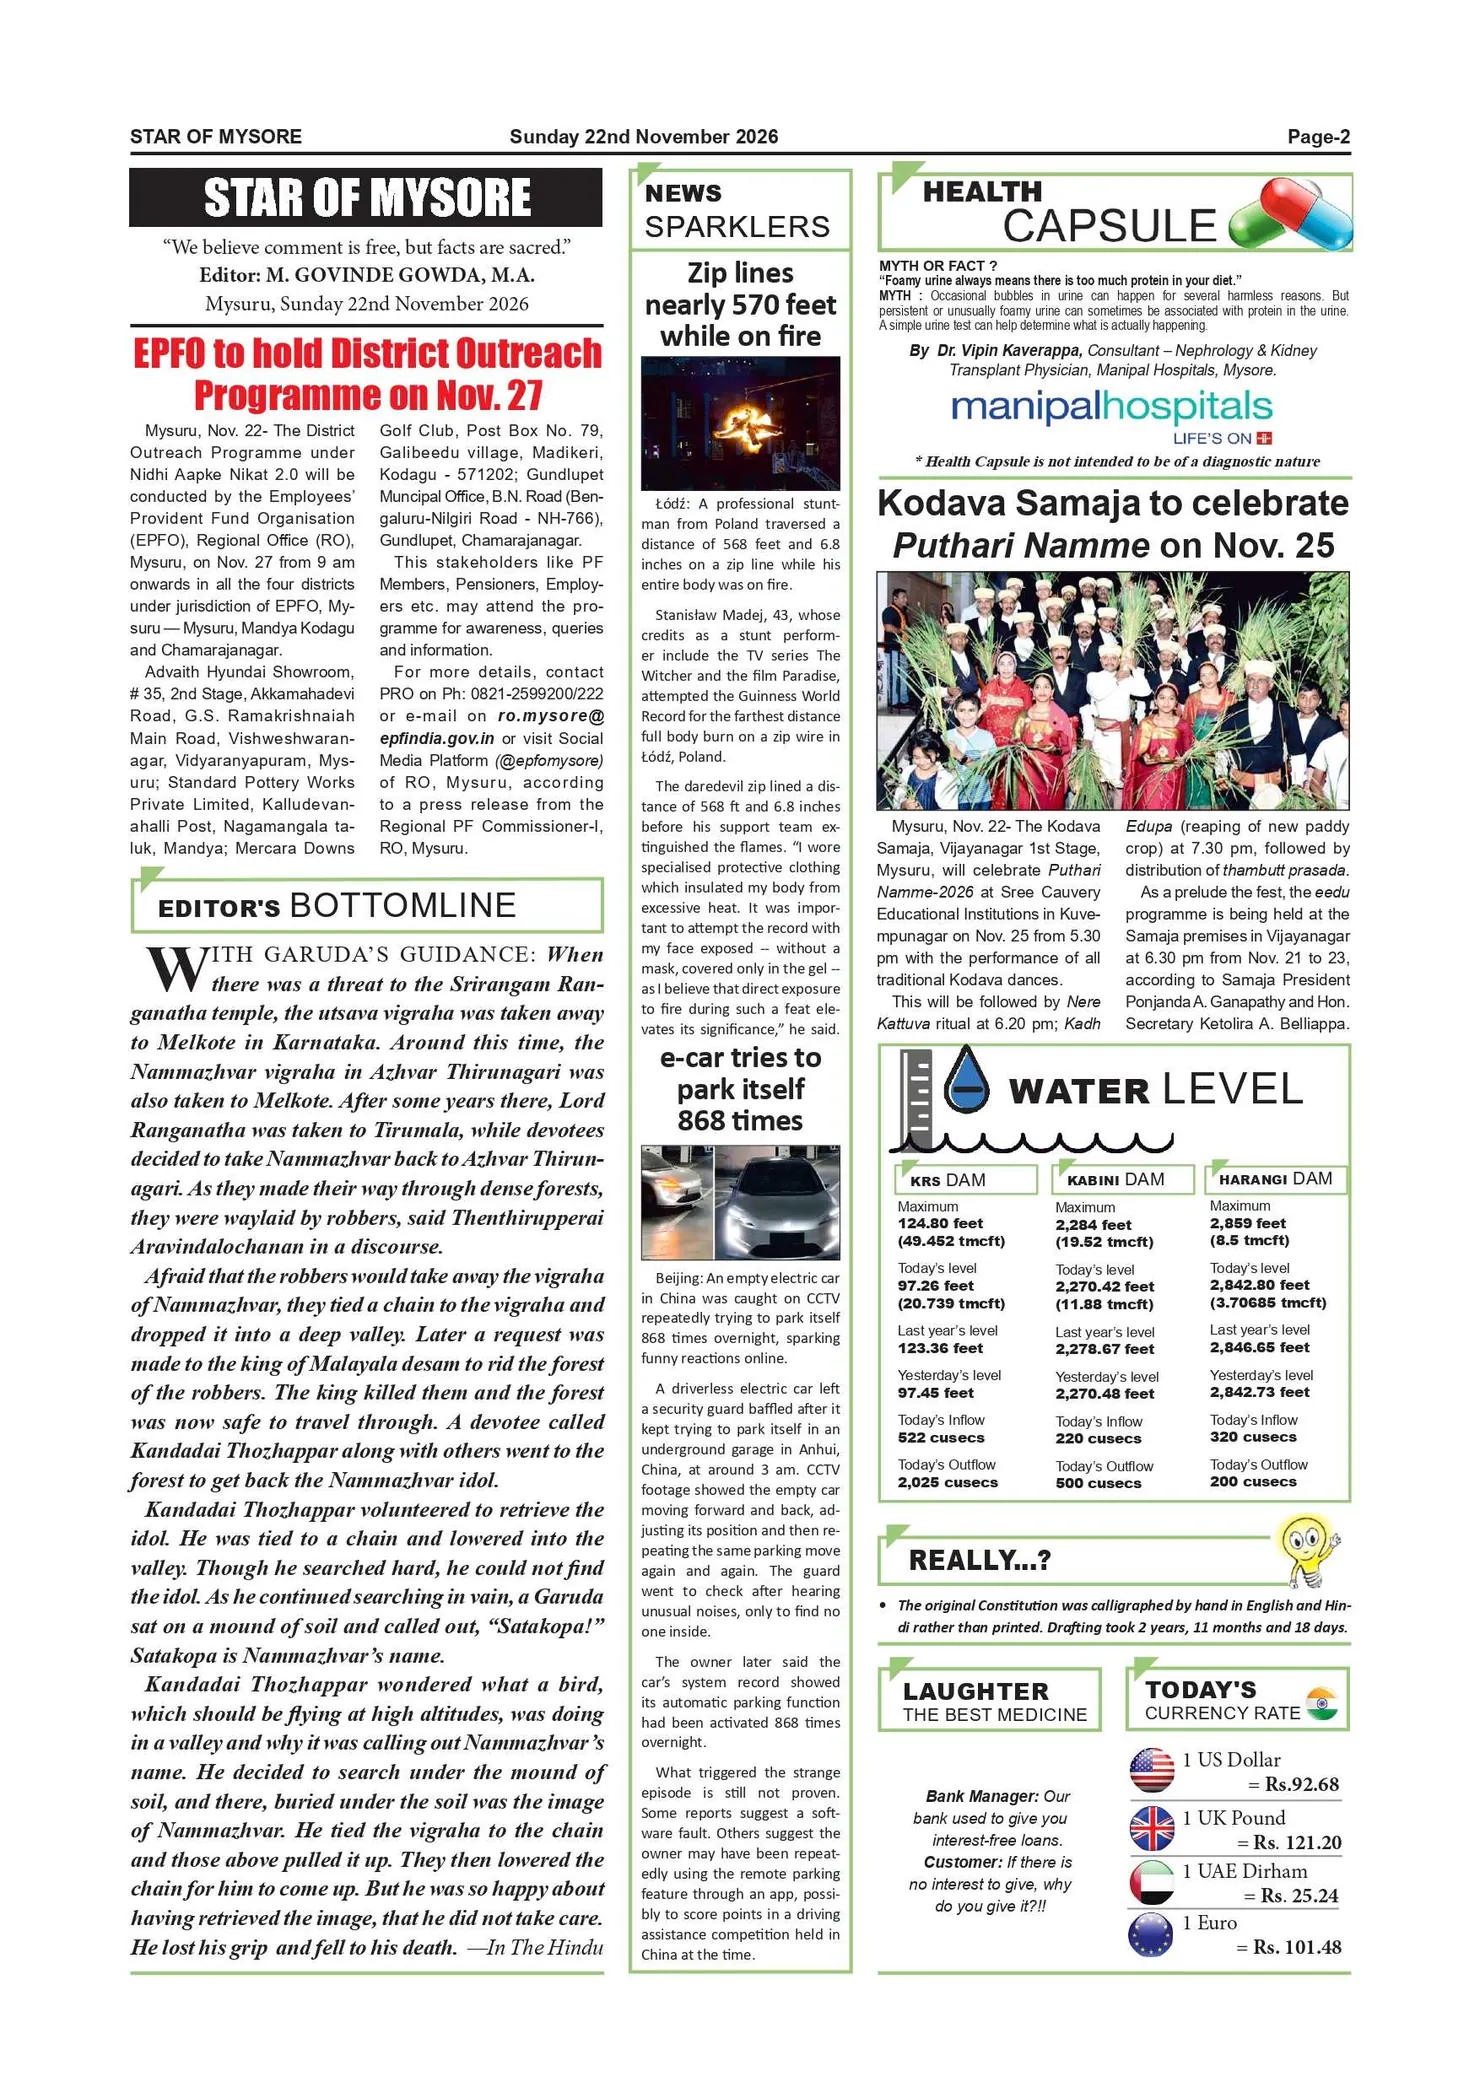 STAR OF MYSORE
Sunday 22nd November 2026
Page-2
STAR OF MYSORE
“We believe comment is free, but facts are sacred.”
Editor: M. GOVINDE GOWDA, M.A.
Mysuru, Sunday 22nd November 2026
EPFO to hold District Outreach
Programme on Nov. 27
Mysuru, Nov. 22- The District
Outreach Programme under
Nidhi Aapke Nikat 2.0 will be
conducted by the Employees’
Provident Fund Organisation
(EPFO), Regional Office (RO),
Mysuru, on Nov. 27 from 9 am
onwards in all the four districts
under jurisdiction of EPFO, My-
suru — Mysuru, Mandya Kodagu
and Chamarajanagar.
Advaith Hyundai Showroom,
# 35, 2nd Stage, Akkamahadevi
Road, G.S. Ramakrishnaiah
Main Road, Vishweshwaran-
agar, Vidyaranyapuram, Mys-
uru; Standard Pottery Works
Private Limited, Kalludevan-
ahalli Post, Nagamangala ta-
luk, Mandya; Mercara Downs
Golf Club, Post Box No. 79,
Galibeedu village, Madikeri,
Kodagu - 571202; Gundlupet
Muncipal Office, B.N. Road (Ben-
galuru-Nilgiri Road - NH-766),
Gundlupet, Chamarajanagar.
This stakeholders like PF
Members, Pensioners, Employ-
ers etc. may attend the pro-
gramme for awareness, queries
and information.
For more details, contact
PRO on Ph: 0821-2599200/222
or e-mail on ro.mysore@
epfindia.gov.in or visit Social
Media Platform (@epfomysore)
of RO, Mysuru, according
to a press release from the
Regional PF Commissioner-I,
RO, Mysuru.
EDITOR'S BOTTOMLINE
WITH GARUDA’S GUIDANCE: When
there was a threat to the Srirangam Ran-
ganatha temple, the utsava vigraha was taken away
to Melkote in Karnataka. Around this time, the
Nammazhvar vigraha in Azhvar Thirunagari was
also taken to Melkote. After some years there, Lord
Ranganatha was taken to Tirumala, while devotees
decided to take Nammazhvar back to Azhvar Thirun-
agari. As they made their way through dense forests,
they were waylaid by robbers, said Thenthirupperai
Aravindalochanan in a discourse.
Afraid that the robbers would take away the vigraha
of Nammazhvar, they tied a chain to the vigraha and
dropped it into a deep valley. Later a request was
made to the king of Malayala desam to rid the forest
of the robbers. The king killed them and the forest
was now safe to travel through. A devotee called
Kandadai Thozhappar along with others went to the
forest to get back the Nammazhvar idol.
Kandadai Thozhappar volunteered to retrieve the
idol. He was tied to a chain and lowered into the
valley. Though he searched hard, he could not find
the idol. As he continued searching in vain, a Garuda
sat on a mound of soil and called out, “Satakopa!”
Satakopa is Nammazhvar’s name.
Kandadai Thozhappar wondered what a bird,
which should be flying at high altitudes, was doing
in a valley and why it was calling out Nammazhvar’s
name. He decided to search under the mound of
soil, and there, buried under the soil was the image
of Nammazhvar. He tied the vigraha to the chain
and those above pulled it up. They then lowered the
chain for him to come up. But he was so happy about
having retrieved the image, that he did not take care.
He lost his grip and fell to his death. —In The Hindu
NEWS
SPARKLERS
Zip lines
nearly 570 feet
while on fire
Łódź: A professional stunt-
man from Poland traversed a
distance of 568 feet and 6.8
inches on a zip line while his
entire body was on fire.
Stanisław Madej, 43, whose
credits as a stunt perform-
er include the TV series The
Witcher and the film Paradise,
attempted the Guinness World
Record for the farthest distance
full body burn on a zip wire in
Łódź, Poland.
The daredevil zip lined a dis-
tance of 568 ft and 6.8 inches
before his support team ex-
tinguished the flames. “I wore
specialised protective clothing
which insulated my body from
excessive heat. It was impor-
tant to attempt the record with
my face exposed -- without a
mask, covered only in the gel --
as I believe that direct exposure
to fire during such a feat ele-
vates its significance,” he said.
e-car tries to
park itself
868 times
Beijing: An empty electric car
in China was caught on CCTV
repeatedly trying to park itself
868 times overnight, sparking
funny reactions online.
A driverless electric car left
a security guard baffled after it
kept trying to park itself in an
underground garage in Anhui,
China, at around 3 am. CCTV
footage showed the empty car
moving forward and back, ad-
justing its position and then re-
peating the same parking move
again and again. The guard
went to check after hearing
unusual noises, only to find no
one inside.
The owner later said the
car’s system record showed
its automatic parking function
had been activated 868 times
overnight.
What triggered the strange
episode is still not proven.
Some reports suggest a soft-
ware fault. Others suggest the
owner may have been repeat-
edly using the remote parking
feature through an app, possi-
bly to score points in a driving
assistance competition held in
China at the time.
HEALTH
CAPSULE
MYTH OR FACT ?
“Foamy urine always means there is too much protein in your diet.”
MYTH : Occasional bubbles in urine can happen for several harmless reasons. But
persistent or unusually foamy urine can sometimes be associated with protein in the urine.
A simple urine test can help determine what is actually happening.
By Dr. Vipin Kaverappa, Consultant – Nephrology & Kidney
Transplant Physician, Manipal Hospitals, Mysore.
manipalhospitals
LIFE'S ON
* Health Capsule is not intended to be of a diagnostic nature
Kodava Samaja to celebrate
Puthari Namme on Nov. 25
Mysuru, Nov. 22- The Kodava
Samaja, Vijayanagar 1st Stage,
Mysuru, will celebrate Puthari
Namme-2026 at Sree Cauvery
Educational Institutions in Kuve-
mpunagar on Nov. 25 from 5.30
pm with the performance of all
traditional Kodava dances.
This will be followed by Nere
Kattuva ritual at 6.20 pm; Kadh
Edupa (reaping of new paddy
crop) at 7.30 pm, followed by
distribution of thambutt prasada.
As a prelude the fest, the eedu
programme is being held at the
Samaja premises in Vijayanagar
at 6.30 pm from Nov. 21 to 23,
according to Samaja President
Ponjanda A. Ganapathy and Hon.
Secretary Ketolira A. Belliappa.
WATER LEVEL
KRS DAM
Maximum
124.80 feet
(49.452 tmcft)
Today’s level
97.26 feet
(20.739 tmcft)
Last year’s level
123.36 feet
Yesterday’s level
97.45 feet
Today’s Inflow
522 cusecs
Today’s Outflow
2,025 cusecs
KABINI DAM
Maximum
2,284 feet
(19.52 tmcft)
Today’s level
2,270.42 feet
(11.88 tmcft)
Last year’s level
2,278.67 feet
Yesterday’s level
2,270.48 feet
Today’s Inflow
220 cusecs
Today’s Outflow
500 cusecs
HARANGI DAM
Maximum
2,859 feet
(8.5 tmcft)
Today’s level
2,842.80 feet
(3.70685 tmcft)
Last year’s level
2,846.65 feet
Yesterday’s level
2,842.73 feet
Today’s Inflow
320 cusecs
Today’s Outflow
200 cusecs
REALLY...?
• The original Constitution was calligraphed by hand in English and Hin-
di rather than printed. Drafting took 2 years, 11 months and 18 days.
LAUGHTER
THE BEST MEDICINE
Bank Manager: Our
bank used to give you
interest-free loans.
Customer: If there is
no interest to give, why
do you give it?!!
TODAY'S
CURRENCY RATE
1 US Dollar
= Rs.92.68
1 UK Pound
= Rs. 121.20
1 UAE Dirham
= Rs. 25.24
1 Euro
= Rs. 101.48